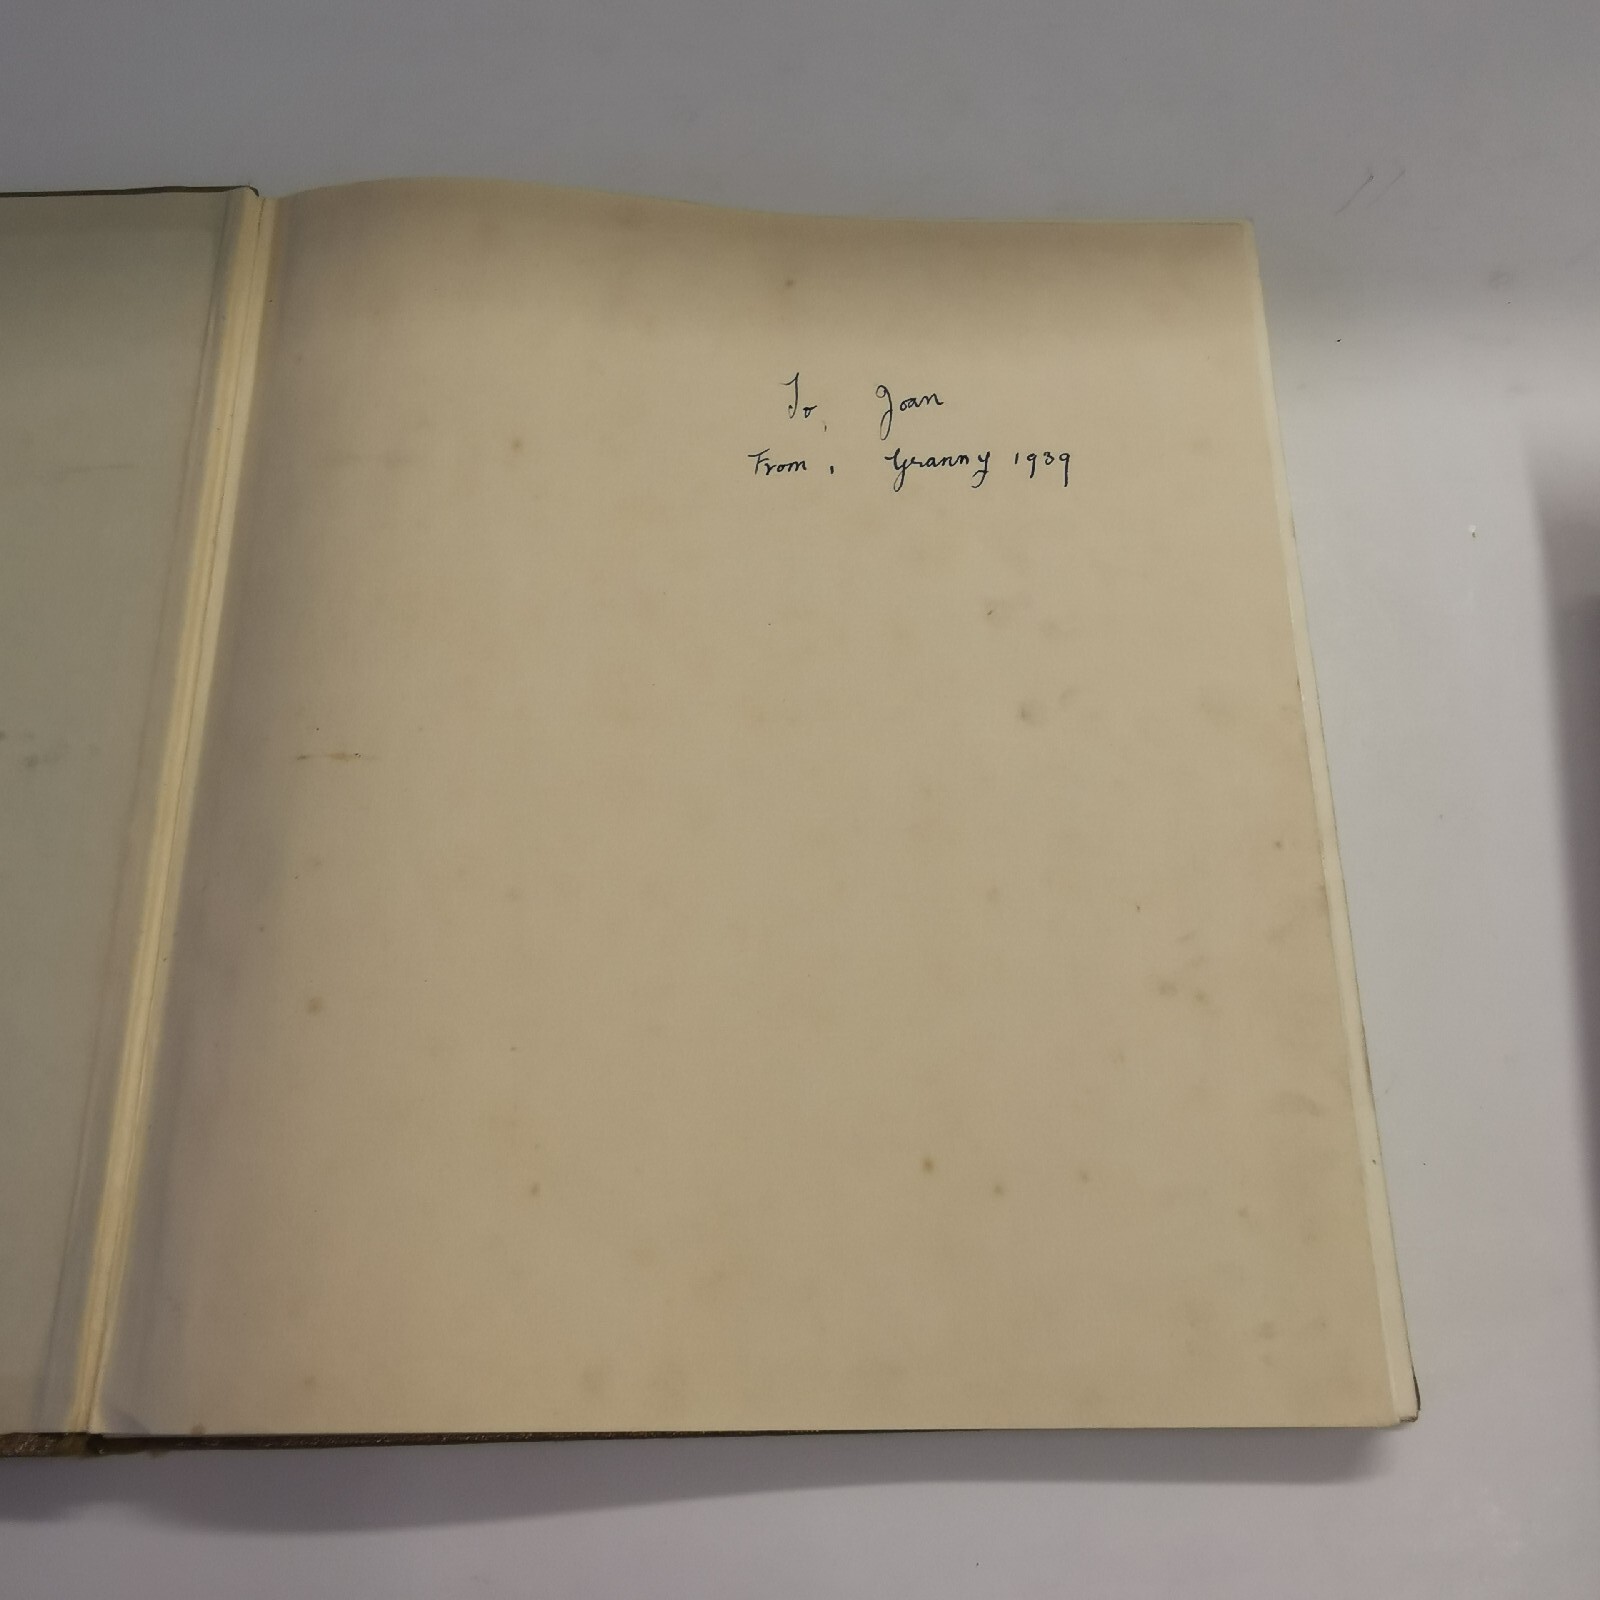 To, Joan
From, Granny 1939